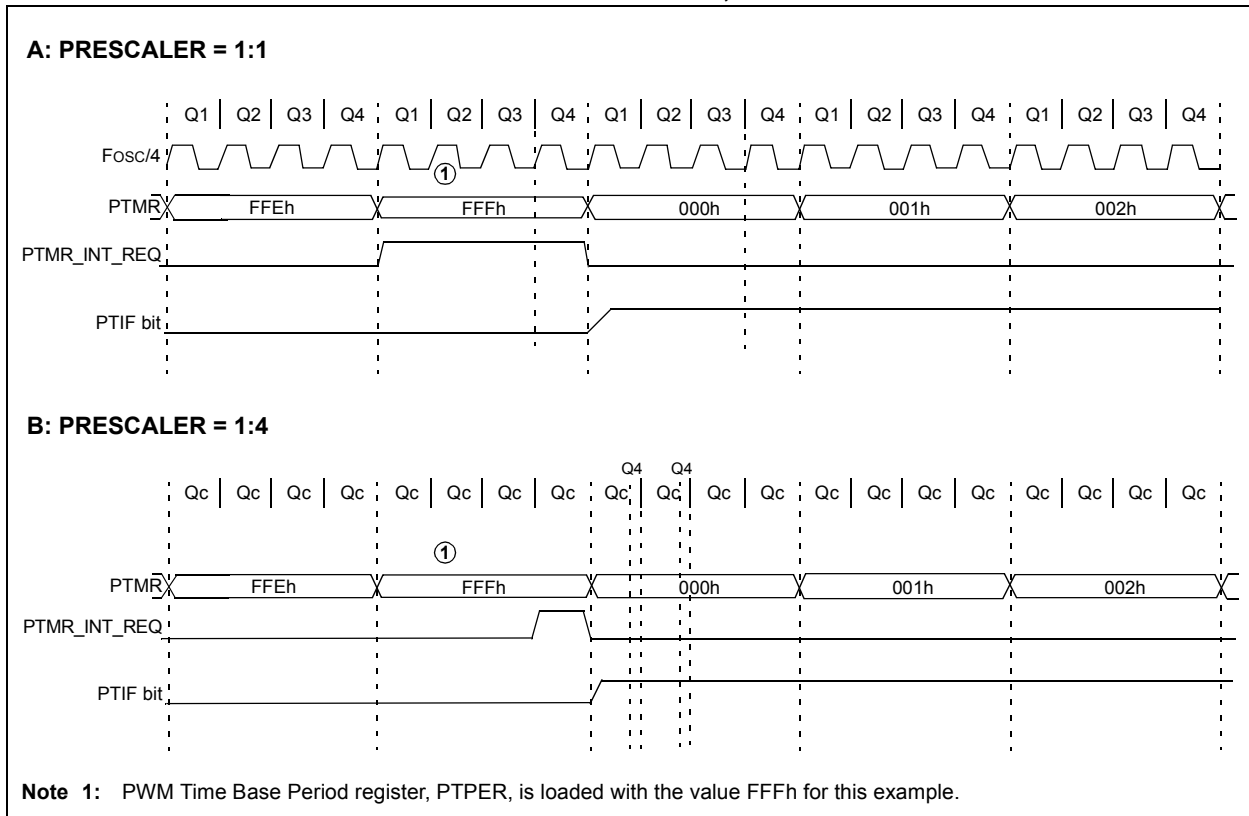 A: PRESCALER = 1:1
Q1 Q2 Q3 Q4 Q1 Q2 Q3 Q4 Q1 Q2 Q3 Q4 Q1 Q2 Q3 Q4 Q1 Q2 Q3 Q4
FOSC/4
1
PTMR FFEh FFFh 000h 001h 002h
PTMR_INT_REQ
PTIF bit
B: PRESCALER = 1:4
Q4 Q4
Qc Qc Qc Qc Qc Qc Qc Qc Qc Qc Qc Qc Qc Qc Qc Qc Qc Qc Qc Qc
1
PTMR FFEh FFFh 000h 001h 002h
PTMR_INT_REQ
PTIF bit
Note 1: PWM Time Base Period register, PTPER, is loaded with the value FFFh for this example.